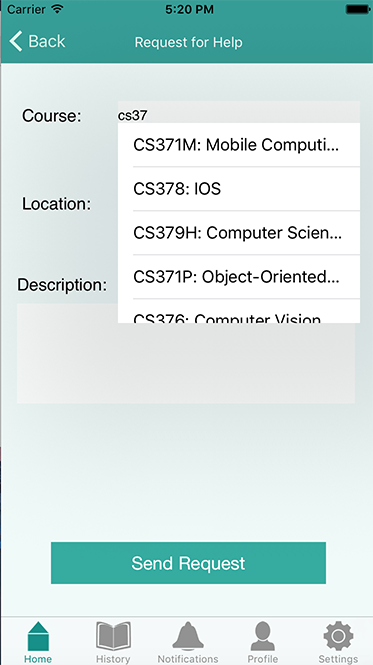 Carrier 5:20 PM
Back Request for Help
Course: cs37
CS371M: Mobile Computi...
CS378: IOS
Location:
CS379H: Computer Scien...
CS371P: Object-Oriented...
Description:
CS376: Computer Vision
Send Request
Home History Notifications Profile Settings